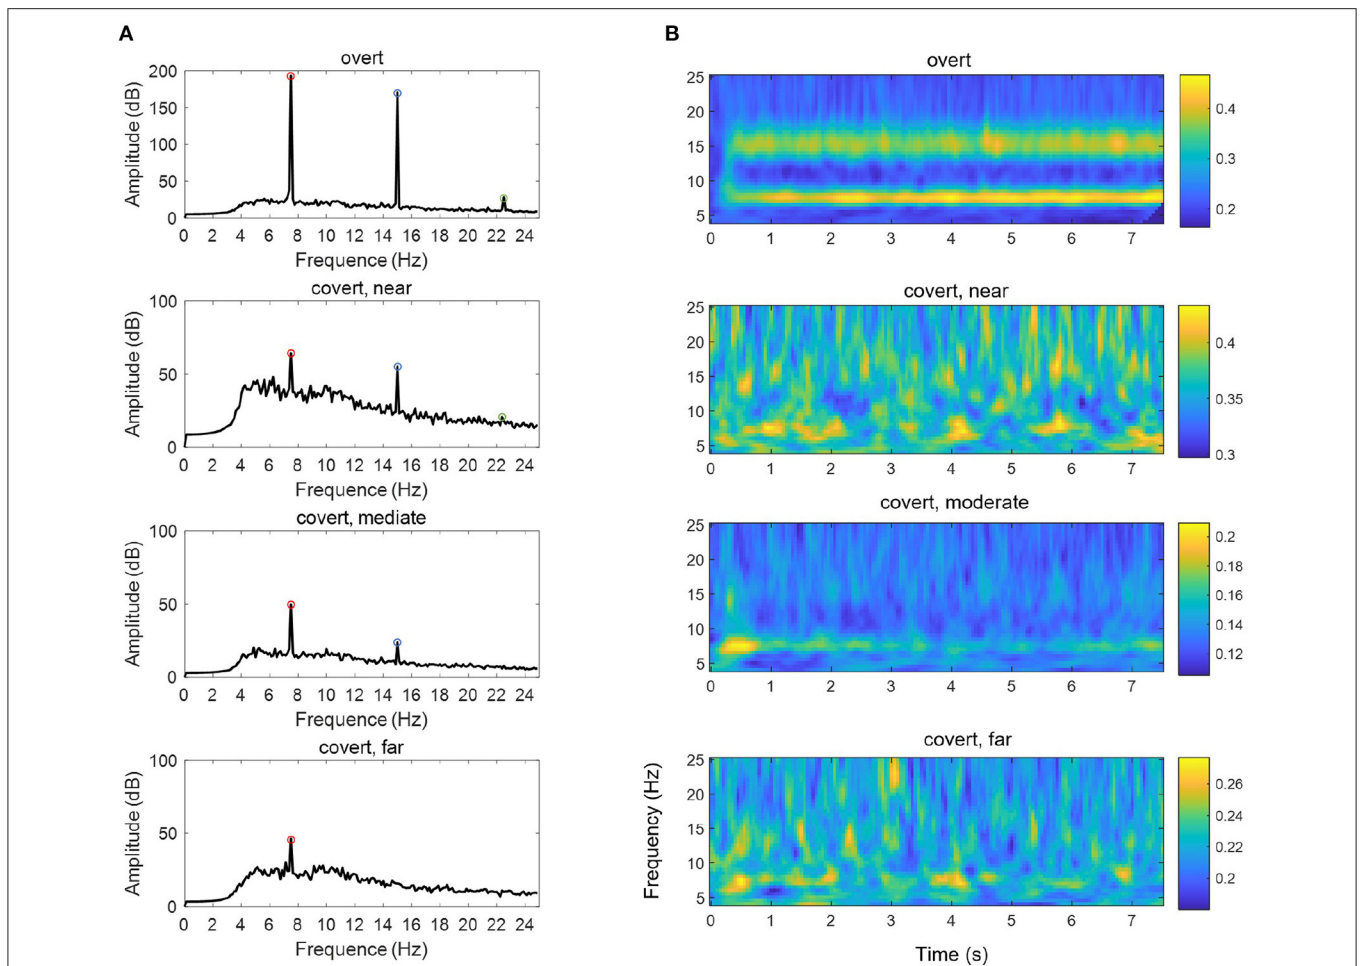 A
overt
Amplitude (dB)
200
150
100
50
0
0 2 4 6 8 10 12 14 16 18 20 22 24
Frequence (Hz)
covert, near
Amplitude (dB)
100
50
0
0 2 4 6 8 10 12 14 16 18 20 22 24
Frequence (Hz)
covert, mediate
Amplitude (dB)
100
50
0
0 2 4 6 8 10 12 14 16 18 20 22 24
Frequence (Hz)
covert, far
Amplitude (dB)
100
50
0
0 2 4 6 8 10 12 14 16 18 20 22 24
Frequence (Hz)
B
overt
25
20
15
10
5
0 1 2 3 4 5 6 7
0.4
0.3
0.2
covert, near
25
20
15
10
5
0 1 2 3 4 5 6 7
0.4
0.35
0.3
covert, moderate
25
20
15
10
5
0 1 2 3 4 5 6 7
0.2
0.18
0.16
0.14
0.12
covert, far
Frequency (Hz)
25
20
15
10
5
0 1 2 3 4 5 6 7
0.26
0.24
0.22
0.2
Time (s)